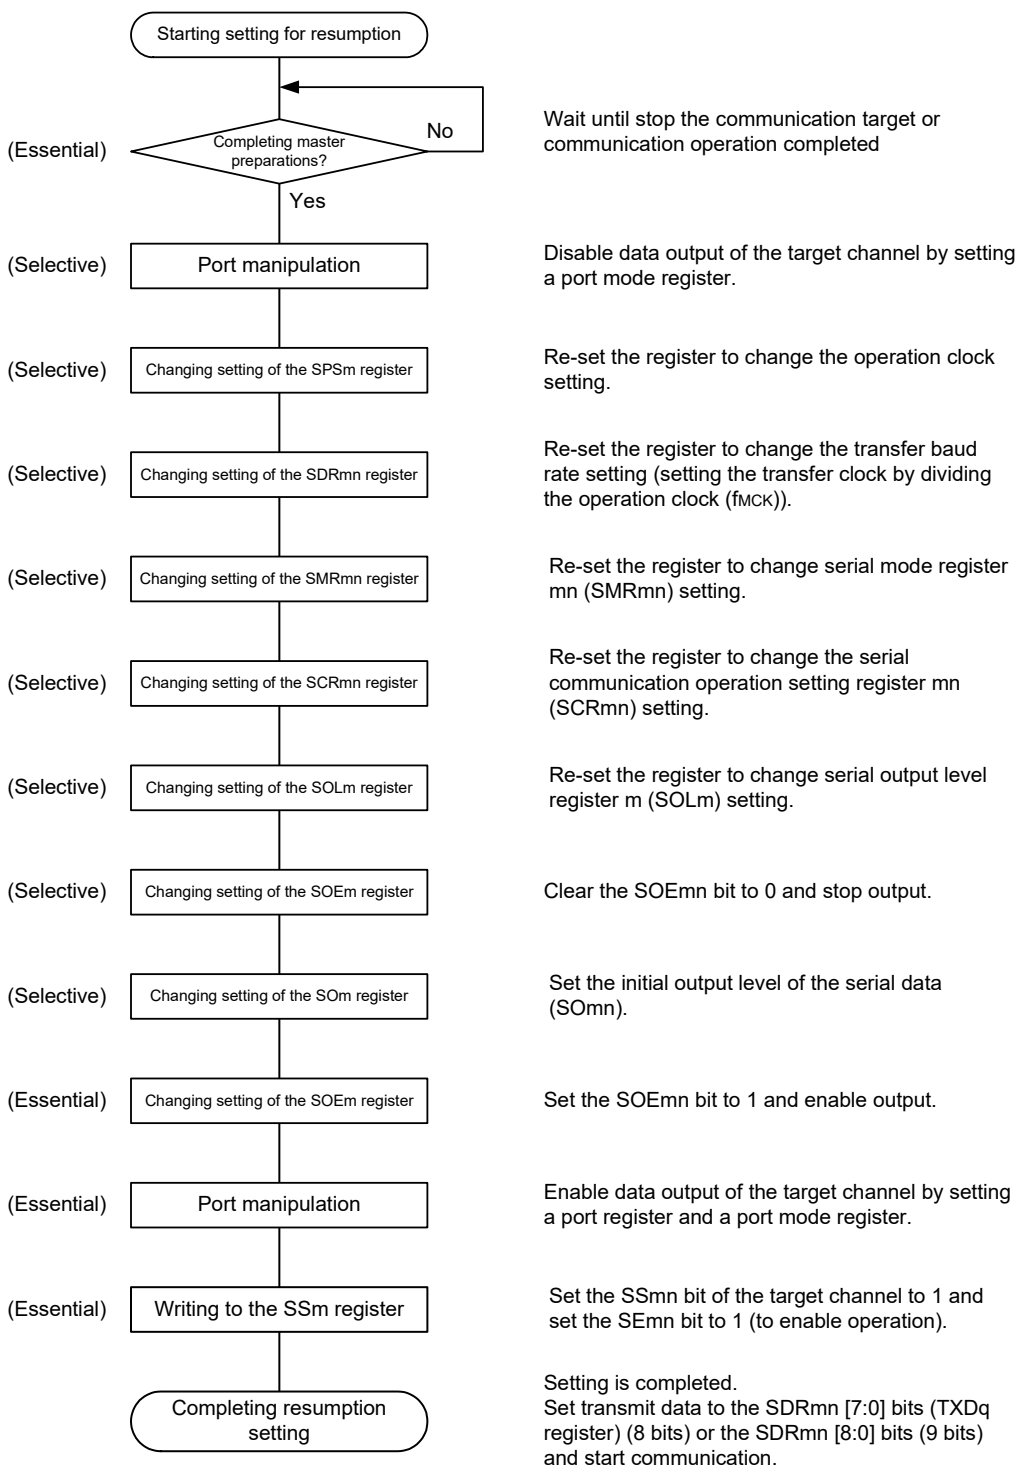 Starting setting for resumption
(Essential)
Completing master
preparations?
No
Yes
Wait until stop the communication target or
communication operation completed
(Selective)
Port manipulation
Disable data output of the target channel by setting
a port mode register.
(Selective)
Changing setting of the SPSm register
Re-set the register to change the operation clock
setting.
(Selective)
Changing setting of the SDRmn register
Re-set the register to change the transfer baud
rate setting (setting the transfer clock by dividing
the operation clock (fMCK)).
(Selective)
Changing setting of the SMRmn register
Re-set the register to change serial mode register
mn (SMRmn) setting.
(Selective)
Changing setting of the SCRmn register
Re-set the register to change the serial
communication operation setting register mn
(SCRmn) setting.
(Selective)
Changing setting of the SOLm register
Re-set the register to change serial output level
register m (SOLm) setting.
(Selective)
Changing setting of the SOEm register
Clear the SOEmn bit to 0 and stop output.
(Selective)
Changing setting of the SOm register
Set the initial output level of the serial data
(SOmn).
(Essential)
Changing setting of the SOEm register
Set the SOEmn bit to 1 and enable output.
(Essential)
Port manipulation
Enable data output of the target channel by setting
a port register and a port mode register.
(Essential)
Writing to the SSm register
Set the SSmn bit of the target channel to 1 and
set the SEmn bit to 1 (to enable operation).
Completing resumption
setting
Setting is completed.
Set transmit data to the SDRmn [7:0] bits (TXDq
register) (8 bits) or the SDRmn [8:0] bits (9 bits)
and start communication.